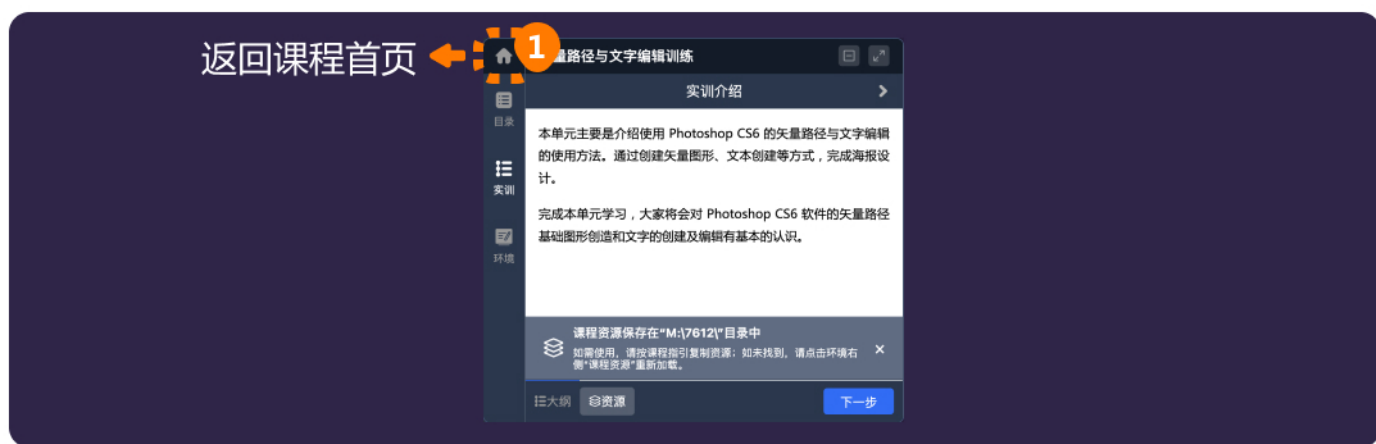 返回课程首页
1
量路径与文字编辑训练
实训介绍
目录
实训
环境
本单元主要是介绍使用 Photoshop CS6 的矢量路径与文字编辑
的使用方法。通过创建矢量图形、文本创建等方式，完成海报设
计。
完成本单元学习，大家将会对 Photoshop CS6 软件的矢量路径
基础图形创造和文字的创建及编辑有基本的认识。
课程资源保存在“M:\7612\”目录中
如需使用，请按课程指引复制资源；如未找到，请点击环境右
侧“课程资源”重新加载。
大纲
资源
下一步